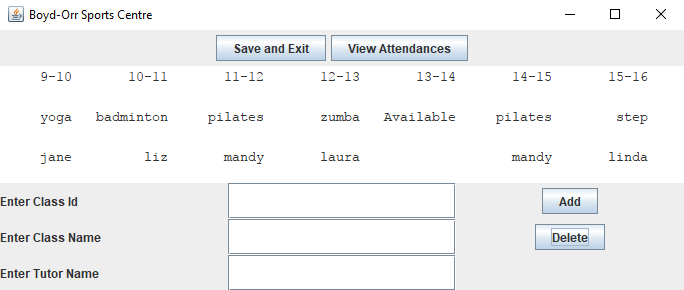 Boyd-Orr Sports Centre
Save and Exit View Attendances
9-10 10-11 11-12 12-13 13-14 14-15 15-16
yoga badminton pilates zumba Available pilates step
jane liz mandy laura mandy linda
Enter Class Id Add
Enter Class Name Delete
Enter Tutor Name